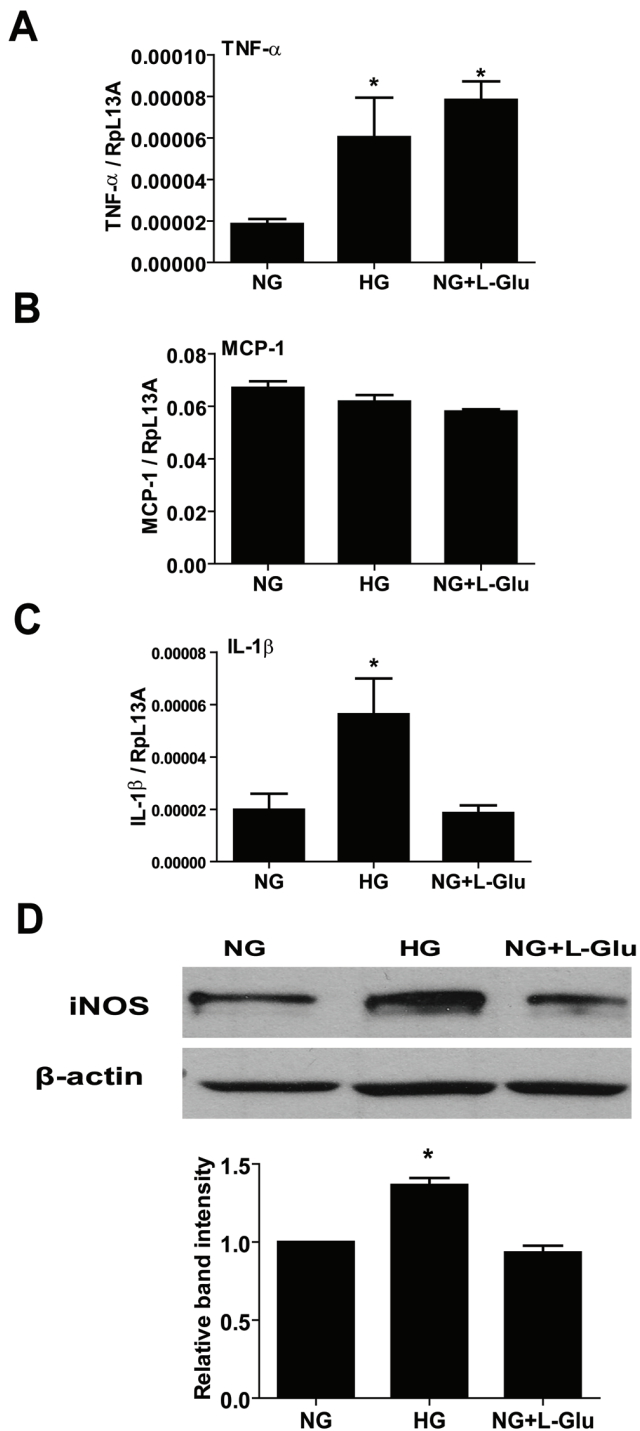 A
TNF-α
TNF-α / RpL13A
0.00010
0.00008
0.00006
0.00004
0.00002
0.00000
* *
NG HG NG+L-Glu
B
MCP-1
MCP-1 / RpL13A
0.08
0.06
0.04
0.02
0.00
NG HG NG+L-Glu
C
IL-1β
IL-1β / RpL13A
0.00008
0.00006
0.00004
0.00002
0.00000
*
NG HG NG+L-Glu
D
NG HG NG+L-Glu
iNOS
β-actin
Relative band intensity
1.5
1.0
0.5
0.0
*
NG HG NG+L-Glu